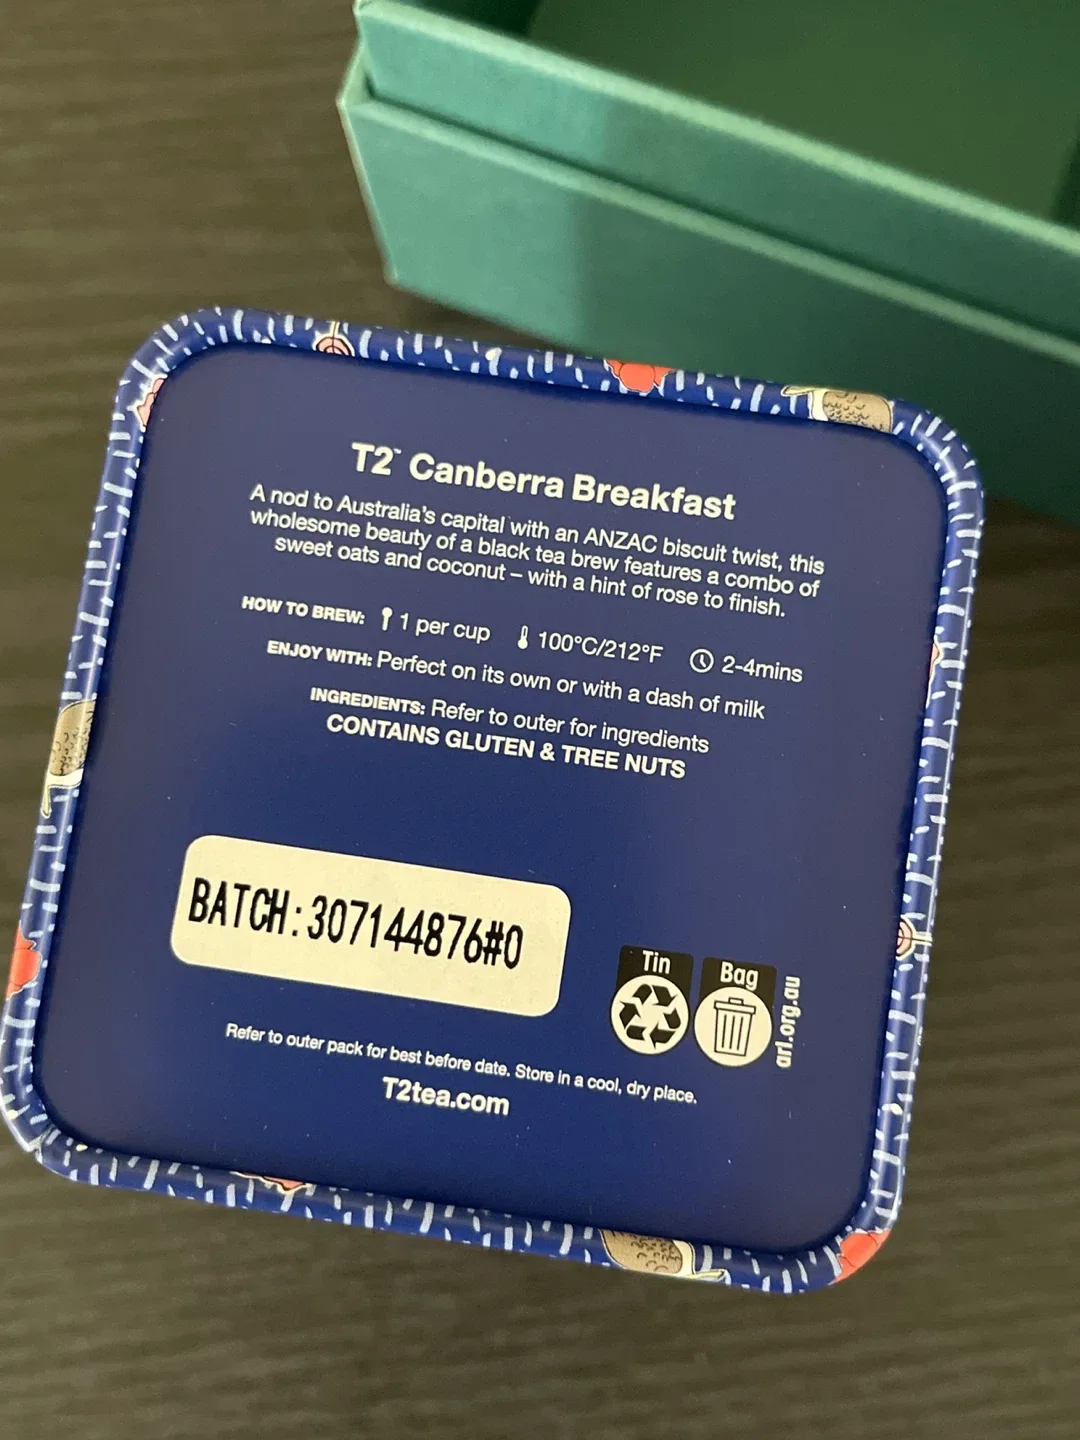 T2™ Canberra Breakfast
A nod to Australia's capital with an ANZAC biscuit twist, this
wholesome beauty of a black tea brew features a combo of
sweet oats and coconut – with a hint of rose to finish.
HOW TO BREW: 1 per cup 100°C/212°F 2-4mins
ENJOY WITH: Perfect on its own or with a dash of milk
INGREDIENTS: Refer to outer for ingredients
CONTAINS GLUTEN & TREE NUTS
BATCH:307144876#0
Tin
Bag
arl.org.au
Refer to outer pack for best before date. Store in a cool, dry place.
T2tea.com